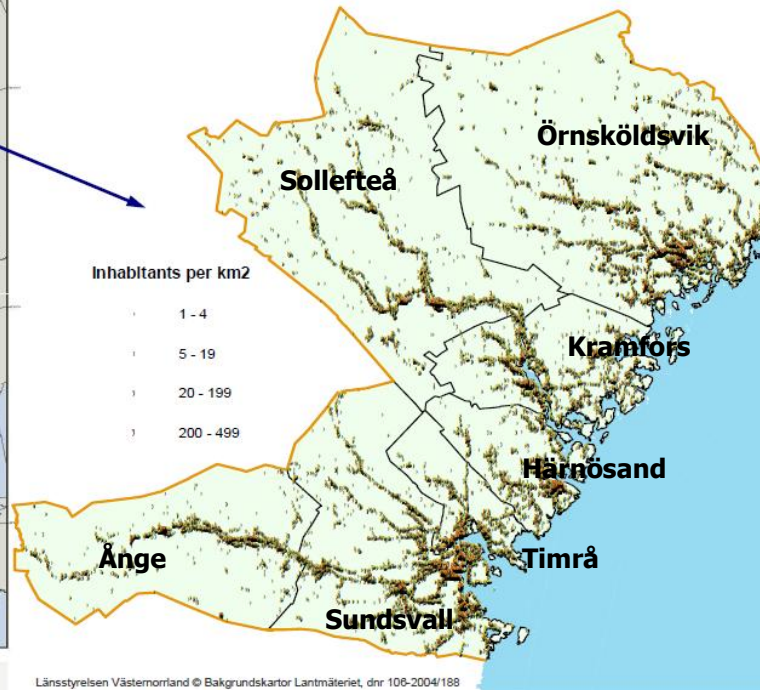 Örnsköldsvik
Sollefteå
Inhabitants per km2
1 - 4
5 - 19
20 - 199
200 - 499
Kramfors
Härnösand
Ånge
Timrå
Sundsvall
Länsstyrelsen Västernorrland © Bakgrundskartor Lantmäteriet, dnr 106-2004/188